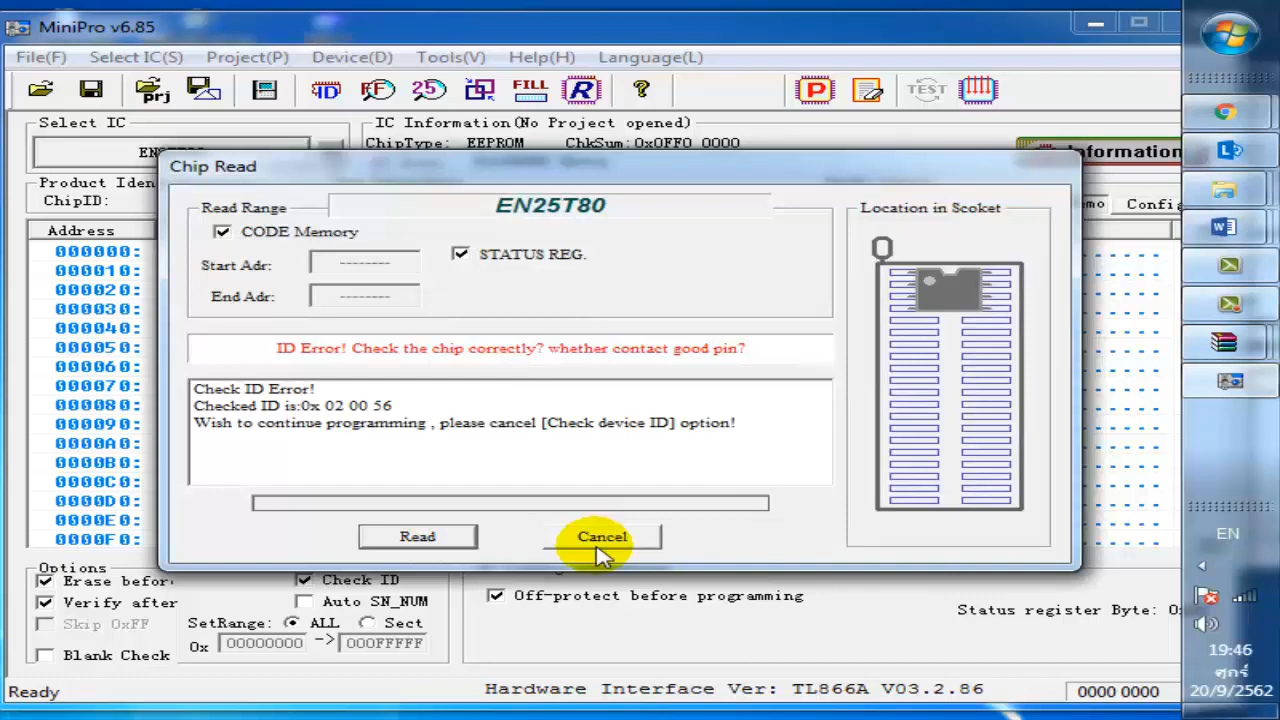 MiniPro v6.85
File(F) Select IC(S) Project(P) Device(D) Tools(V) Help(H) Language(L)
prj ID FF 25 FILL R ? P TEST
Select IC
IC Information(No Project opened)
ChipType: EEPROM ChkSum:0x0FF0 0000
Information
Product Iden
ChipID:
Config
Address
000000:
000010:
000020:
000030:
000040:
000050:
000060:
000070:
000080:
000090:
0000A0:
0000B0:
0000C0:
0000D0:
0000E0:
0000F0:
Chip Read
Read Range
EN25T80
Location in Scoket
CODE Memory
STATUS REG.
Start Adr: --------
End Adr: --------
ID Error! Check the chip correctly? whether contact good pin?
Check ID Error!
Checked ID is:0x 02 00 56
Wish to continue programming , please cancel [Check device ID] option!
Read
Cancel
Options
Erase befor
Check ID
Verify after
Auto SN_NUM
Skip 0xFF
SetRange: ALL Sect
0x 00000000 -> 000FFFFF
Blank Check
Off-protect before programming
Status register Byte: 0
Ready
Hardware Interface Ver: TL866A V03.2.86
0000 0000
EN
19:46
ศุกร์
20/9/2562